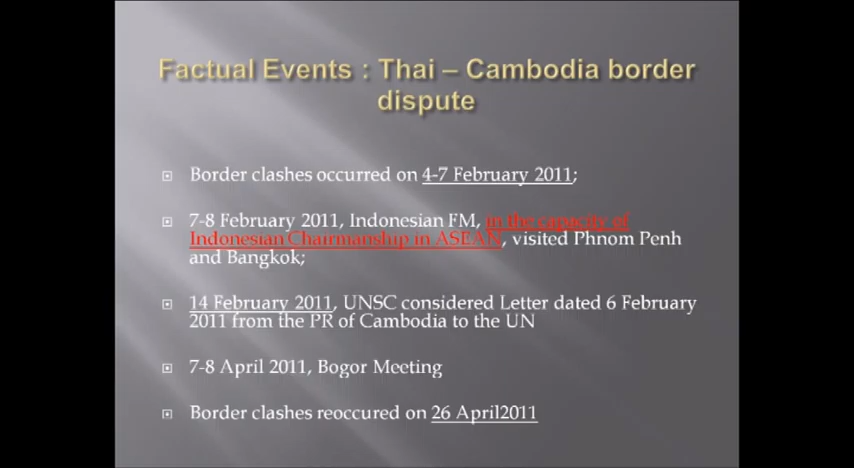 Factual Events : Thai – Cambodia border
dispute
Border clashes occurred on 4-7 February 2011;
7-8 February 2011, Indonesian FM, in the capacity of
Indonesian Chairmanship in ASEAN, visited Phnom Penh
and Bangkok;
14 February 2011, UNSC considered Letter dated 6 February
2011 from the PR of Cambodia to the UN
7-8 April 2011, Bogor Meeting
Border clashes reoccured on 26 April2011